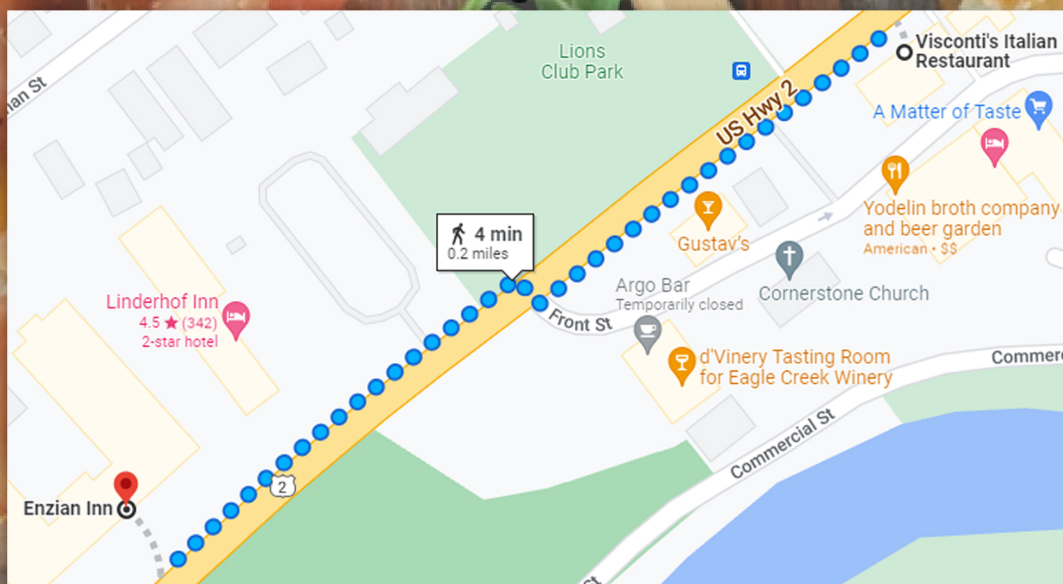 Visconti's Italian
Restaurant
Lions
Club Park
US Hwy 2
A Matter of Taste
Yodelin broth company
and beer garden
American • $$
4 min
0.2 miles
Gustav's
Cornerstone Church
Argo Bar
Temporarily closed
Front St
Linderhof Inn
4.5 ★ (342)
2-star hotel
d'Vinery Tasting Room
for Eagle Creek Winery
Commercial St
2
Enzian Inn